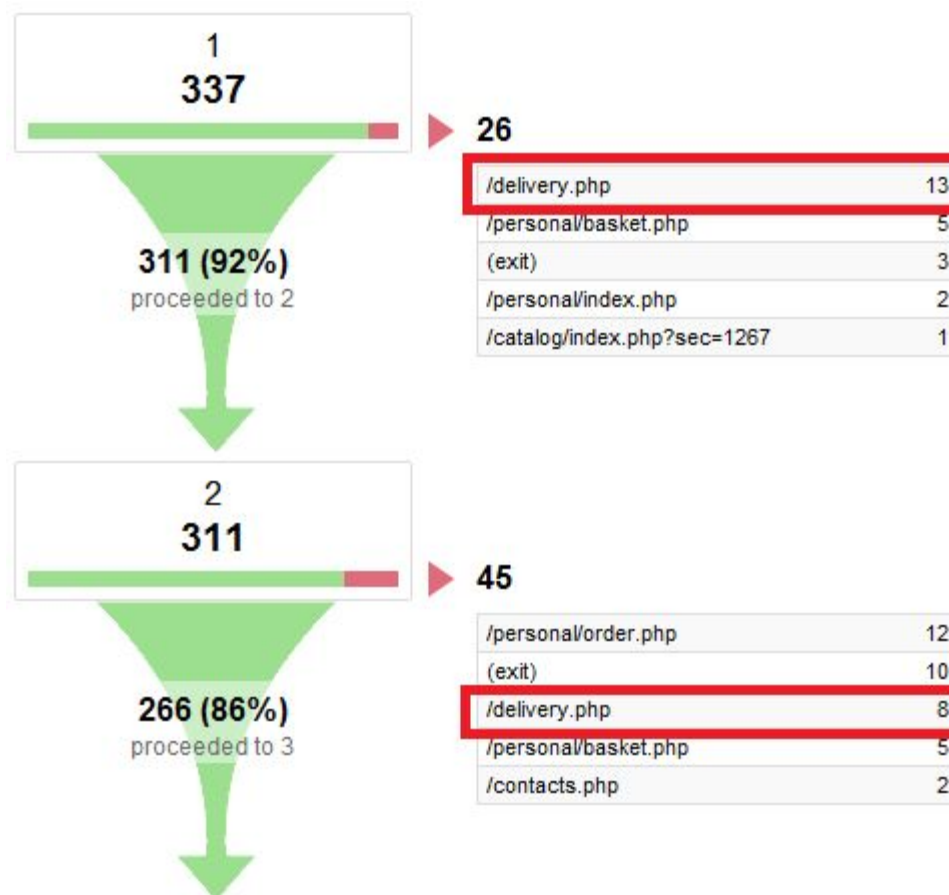 1
337
26
/delivery.php 13
/personal/basket.php 5
(exit) 3
/personal/index.php 2
/catalog/index.php?sec=1267 1
311 (92%)
proceeded to 2
2
311
45
/personal/order.php 12
(exit) 10
/delivery.php 8
/personal/basket.php 5
/contacts.php 2
266 (86%)
proceeded to 3